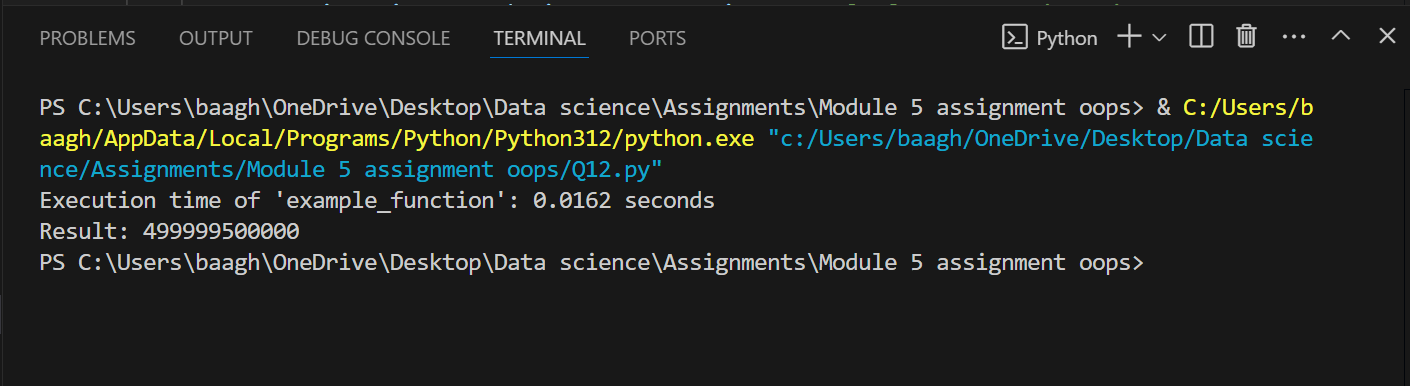 PROBLEMS OUTPUT DEBUG CONSOLE TERMINAL PORTS Python
PS C:\Users\baagh\OneDrive\Desktop\Data science\Assignments\Module 5 assignment oops> & C:/Users/b
aagh/AppData/Local/Programs/Python/Python312/python.exe "c:/Users/baagh/OneDrive/Desktop/Data scie
nce/Assignments/Module 5 assignment oops/Q12.py"
Execution time of 'example_function': 0.0162 seconds
Result: 499999500000
PS C:\Users\baagh\OneDrive\Desktop\Data science\Assignments\Module 5 assignment oops>